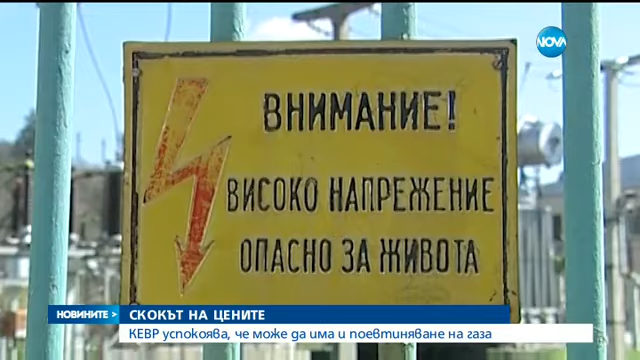 NOVA
ВНИМАНИЕ!
ВИСОКО НАПРЕЖЕНИЕ
ОПАСНО ЗА ЖИВОТА
НОВИНИТЕ
СКОКЪТ НА ЦЕНИТЕ
КЕВР успокоява, че може да има и поевтиняване на газа